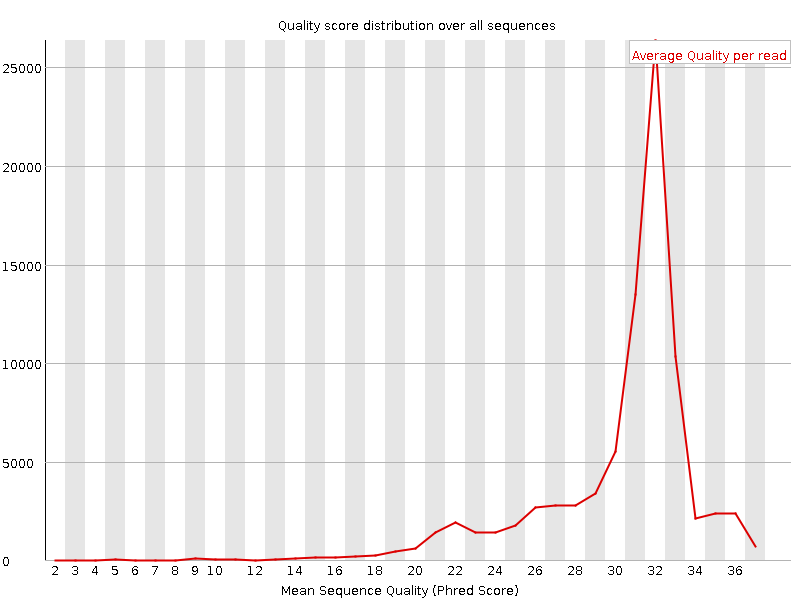 Quality score distribution over all sequences
Average Quality per read
25000
20000
15000
10000
5000
0
2 3 4 5 6 7 8 9 10 12 14 16 18 20 22 24 26 28 30 32 34 36
Mean Sequence Quality (Phred Score)